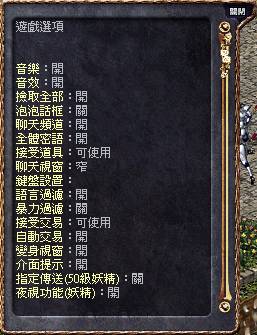 關閉
遊戲選項
音樂：開
音效：開
撿取全部：開
泡泡話框：關
聊天頻道：開
全體密語：開
接受道具：可使用
聊天視窗：窄
鍵盤設置：
語言過濾：開
暴力過濾：關
接受交易：可使用
自動交易：開
變身視窗：開
介面提示：開
指定傳送(50級妖精)：關
夜視功能(妖精)：開